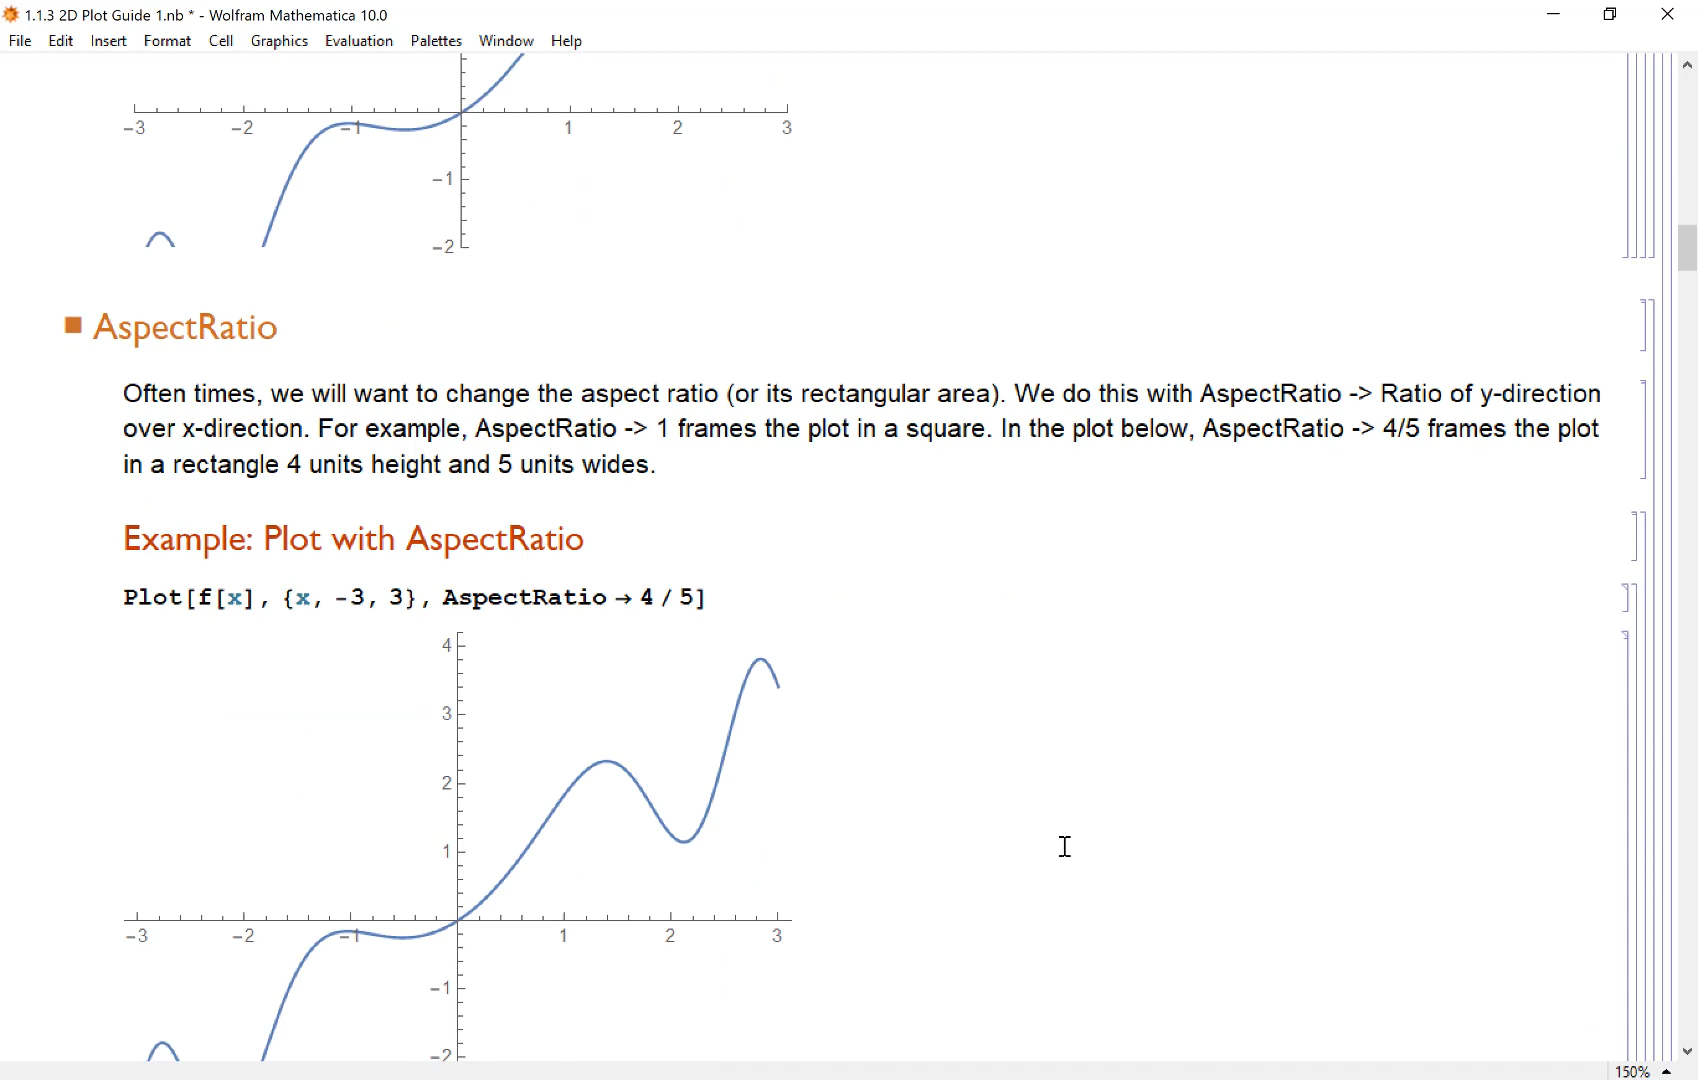 1.1.3 2D Plot Guide 1.nb * - Wolfram Mathematica 10.0
File Edit Insert Format Cell Graphics Evaluation Palettes Window Help
-3 -2 -1 1 2 3
-1
-2
AspectRatio
Often times, we will want to change the aspect ratio (or its rectangular area). We do this with AspectRatio -> Ratio of y-direction
over x-direction. For example, AspectRatio -> 1 frames the plot in a square. In the plot below, AspectRatio -> 4/5 frames the plot
in a rectangle 4 units height and 5 units wides.
Example: Plot with AspectRatio
Plot[f[x], {x, -3, 3}, AspectRatio → 4 / 5]
4
3
2
1
-3 -2 -1 1 2 3
-1
-2
150%